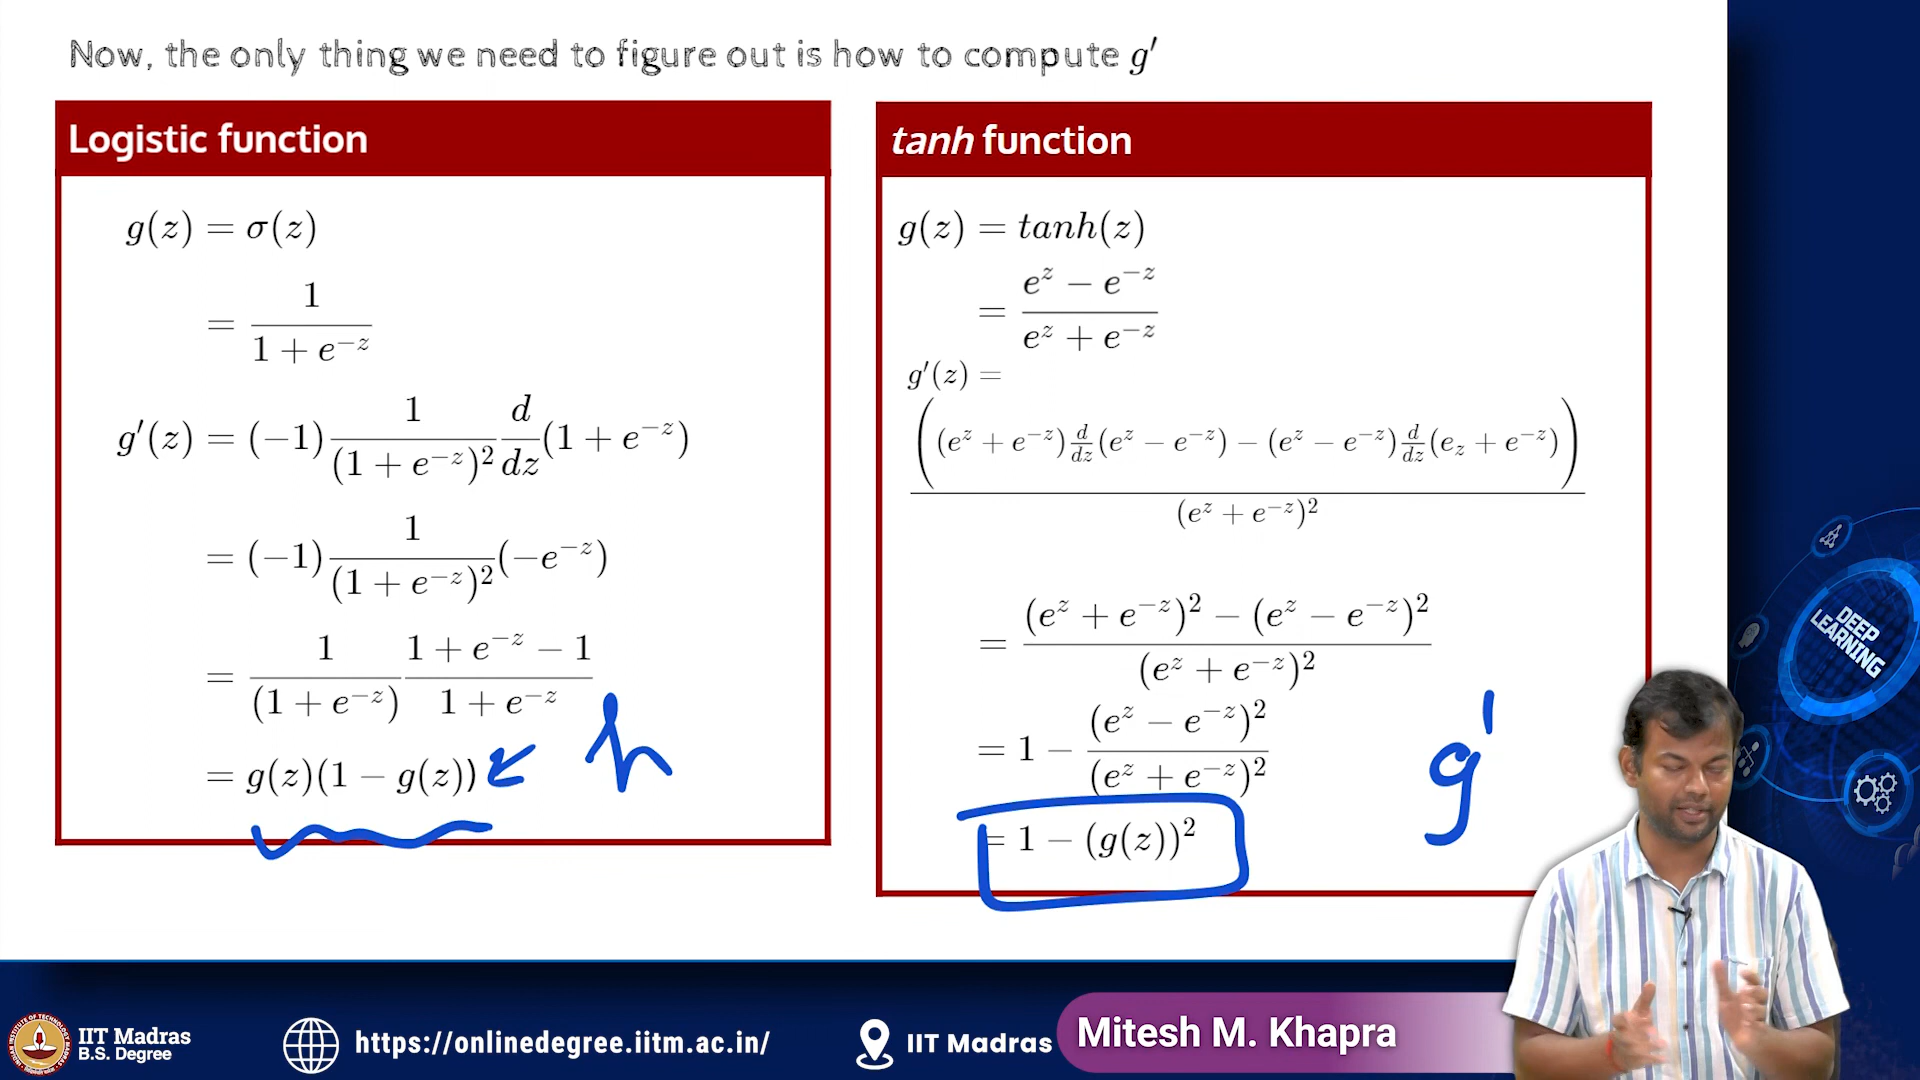 Now, the only thing we need to figure out is how to compute g′
Logistic function
g(z) = σ(z)
= 1 / (1 + e^{−z})
g′(z) = (−1) 1/(1 + e^{−z})² d/dz (1 + e^{−z})
= (−1) 1/(1 + e^{−z})² (−e^{−z})
= 1/(1 + e^{−z}) (1 + e^{−z} − 1)/(1 + e^{−z})
= g(z)(1 − g(z))
h
tanh function
g(z) = tanh(z)
= (e^z − e^{−z}) / (e^z + e^{−z})
g′(z) =
((e^z + e^{−z}) d/dz (e^z − e^{−z}) − (e^z − e^{−z}) d/dz (e_z + e^{−z})) / (e^z + e^{−z})²
= ((e^z + e^{−z})² − (e^z − e^{−z})²) / (e^z + e^{−z})²
= 1 − (e^z − e^{−z})² / (e^z + e^{−z})²
= 1 − (g(z))²
g′
DEEP
LEARNING
IIT Madras
B.S. Degree
https://onlinedegree.iitm.ac.in/
IIT Madras
Mitesh M. Khapra